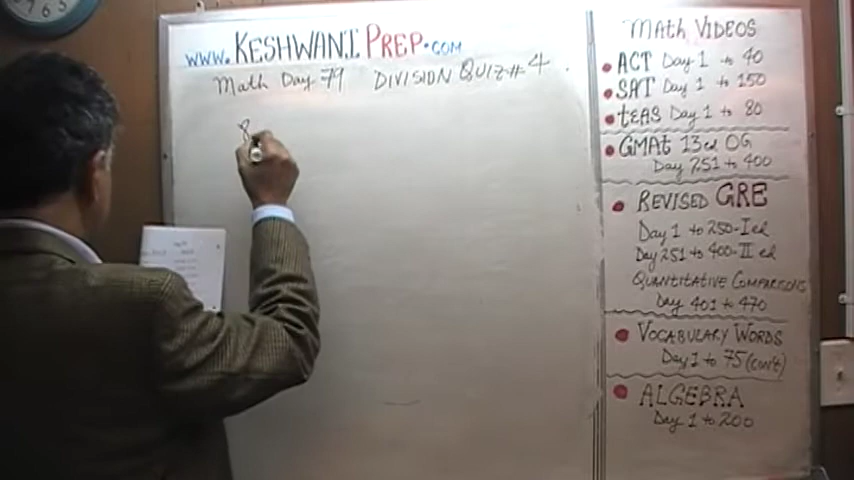 www.KESHWANIPREP.COM
Math Day 79 DIVISION QUIZ# 4
8
MATH VIDEOS
ACT Day 1 to 40
SAT Day 1 to 150
tEAS Day 1 to 80
GMAt 13ed OG
Day 251 to 400
REVISED GRE
Day 1 to 250-I ed
Day 251 to 400-II ed
QUANTITATIVE COMPARISONS
Day 401 to 470
VOCABULARY WORDS
Day 1 to 75 (con't)
ALGEBRA
Day 1 to 200